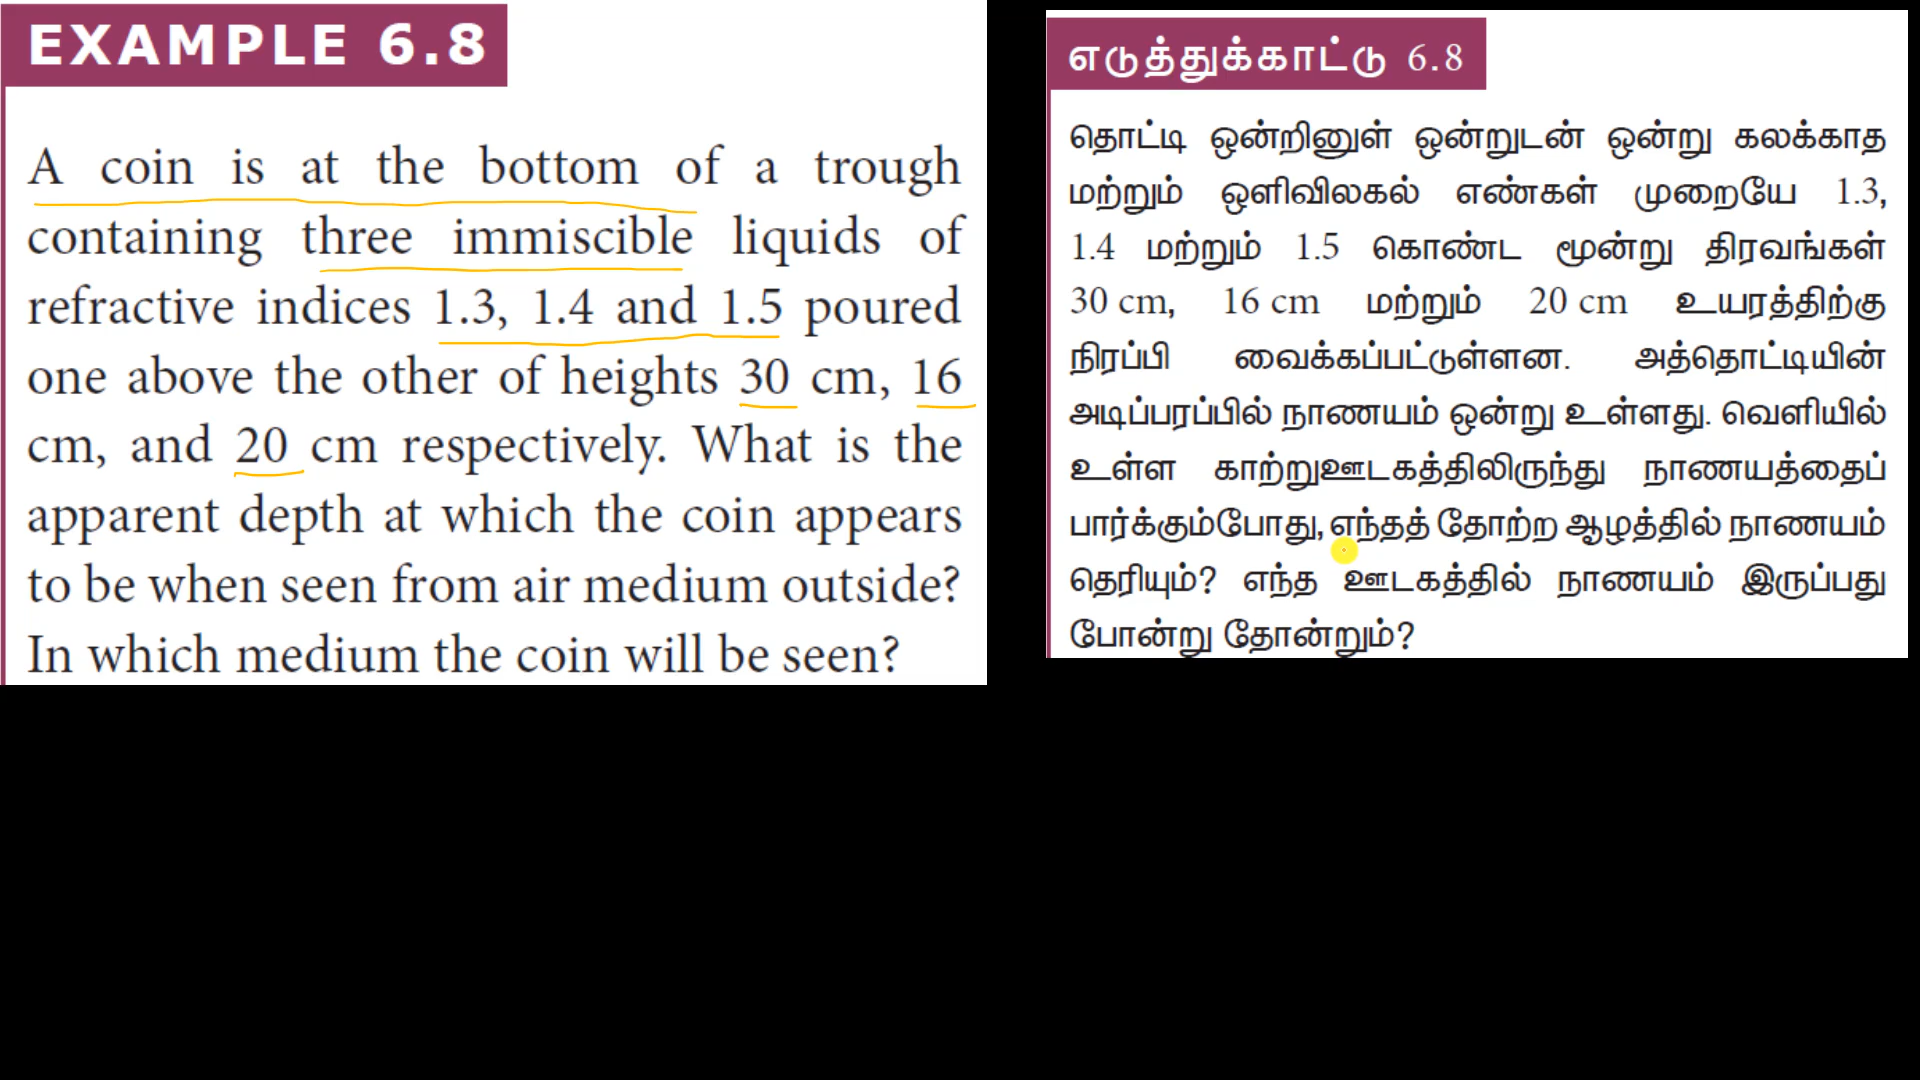 EXAMPLE 6.8
A coin is at the bottom of a trough
containing three immiscible liquids of
refractive indices 1.3, 1.4 and 1.5 poured
one above the other of heights 30 cm, 16
cm, and 20 cm respectively. What is the
apparent depth at which the coin appears
to be when seen from air medium outside?
In which medium the coin will be seen?
எடுத்துக்காட்டு 6.8
தொட்டி ஒன்றினுள் ஒன்றுடன் ஒன்று கலக்காத
மற்றும் ஒளிவிலகல் எண்கள் முறையே 1.3,
1.4 மற்றும் 1.5 கொண்ட மூன்று திரவங்கள்
30 cm, 16 cm மற்றும் 20 cm உயரத்திற்கு
நிரப்பி வைக்கப்பட்டுள்ளன. அத்தொட்டியின்
அடிப்பரப்பில் நாணயம் ஒன்று உள்ளது. வெளியில்
உள்ள காற்றுஊடகத்திலிருந்து நாணயத்தைப்
பார்க்கும்போது, எந்தத் தோற்ற ஆழத்தில் நாணயம்
தெரியும்? எந்த ஊடகத்தில் நாணயம் இருப்பது
போன்று தோன்றும்?